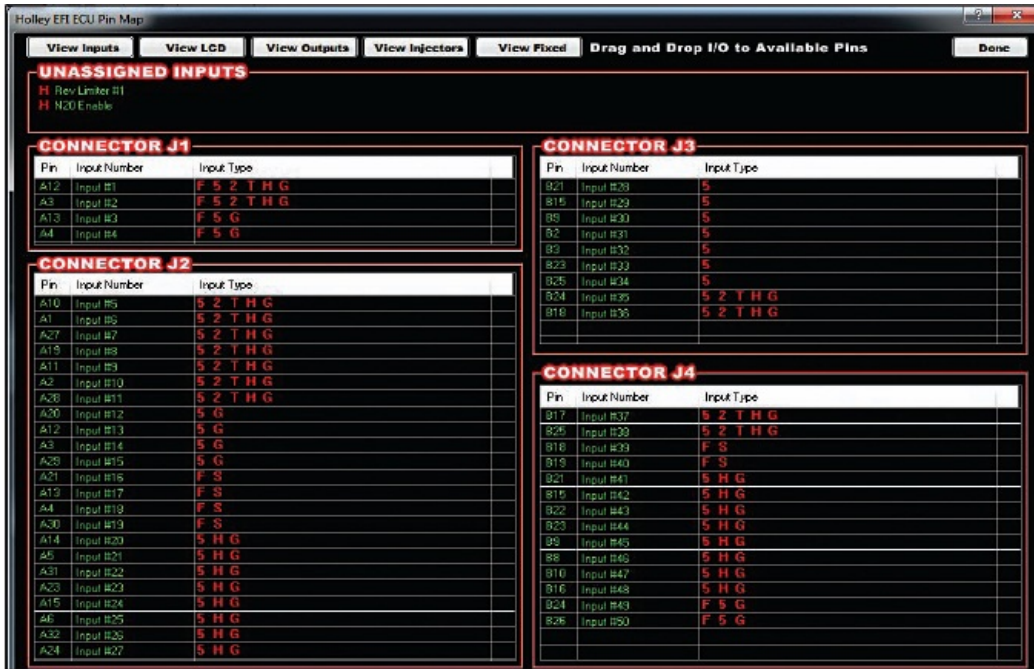 Holley EFI ECU Pin Map
View Inputs View LCD View Outputs View Injectors View Fixed Drag and Drop I/O to Available Pins Done
UNASSIGNED INPUTS
H Rev Limiter #1
H N20 Enable
CONNECTOR J1
Pin Input Number Input Type
A12 Input #1 F 5 2 T H G
A3 Input #2 F 5 2 T H G
A13 Input #3 F 5 G
A4 Input #4 F 5 G
CONNECTOR J2
Pin Input Number Input Type
A10 Input #5 5 2 T H G
A1 Input #6 5 2 T H G
A27 Input #7 5 2 T H G
A19 Input #8 5 2 T H G
A11 Input #9 5 2 T H G
A2 Input #10 5 2 T H G
A28 Input #11 5 2 T H G
A20 Input #12 5 G
A12 Input #13 5 G
A3 Input #14 5 G
A29 Input #15 5 G
A21 Input #16 F S
A13 Input #17 F S
A4 Input #18 F S
A30 Input #19 F S
A14 Input #20 5 H G
A5 Input #21 5 H G
A31 Input #22 5 H G
A23 Input #23 5 H G
A15 Input #24 5 H G
A6 Input #25 5 H G
A32 Input #26 5 H G
A24 Input #27 5 H G
CONNECTOR J3
Pin Input Number Input Type
B21 Input #28 5
B15 Input #29 5
B9 Input #30 5
B2 Input #31 5
B3 Input #32 5
B23 Input #33 5
B25 Input #34 5
B24 Input #35 5 2 T H G
B18 Input #36 5 2 T H G
CONNECTOR J4
Pin Input Number Input Type
B17 Input #37 5 2 T H G
B25 Input #38 5 2 T H G
B18 Input #39 F S
B19 Input #40 F S
B21 Input #41 5 H G
B15 Input #42 5 H G
B22 Input #43 5 H G
B23 Input #44 5 H G
B9 Input #45 5 H G
B8 Input #46 5 H G
B10 Input #47 5 H G
B16 Input #48 5 H G
B24 Input #49 F 5 G
B26 Input #50 F 5 G